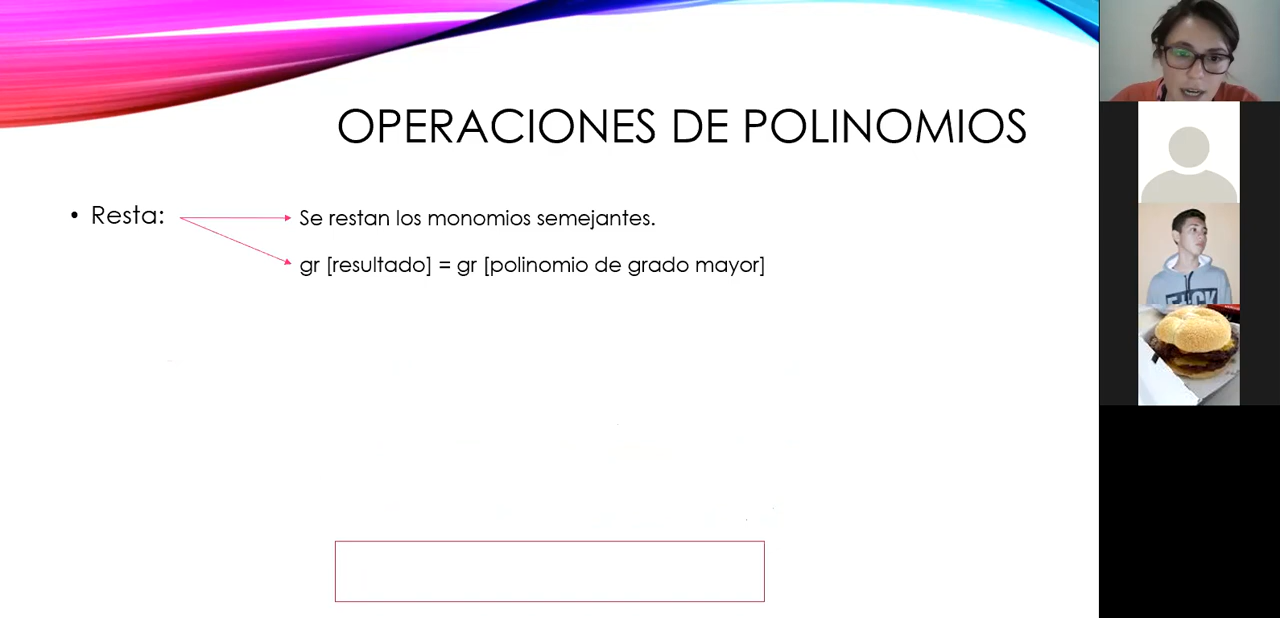 OPERACIONES DE POLINOMIOS
• Resta:
Se restan los monomios semejantes.
gr [resultado] = gr [polinomio de grado mayor]